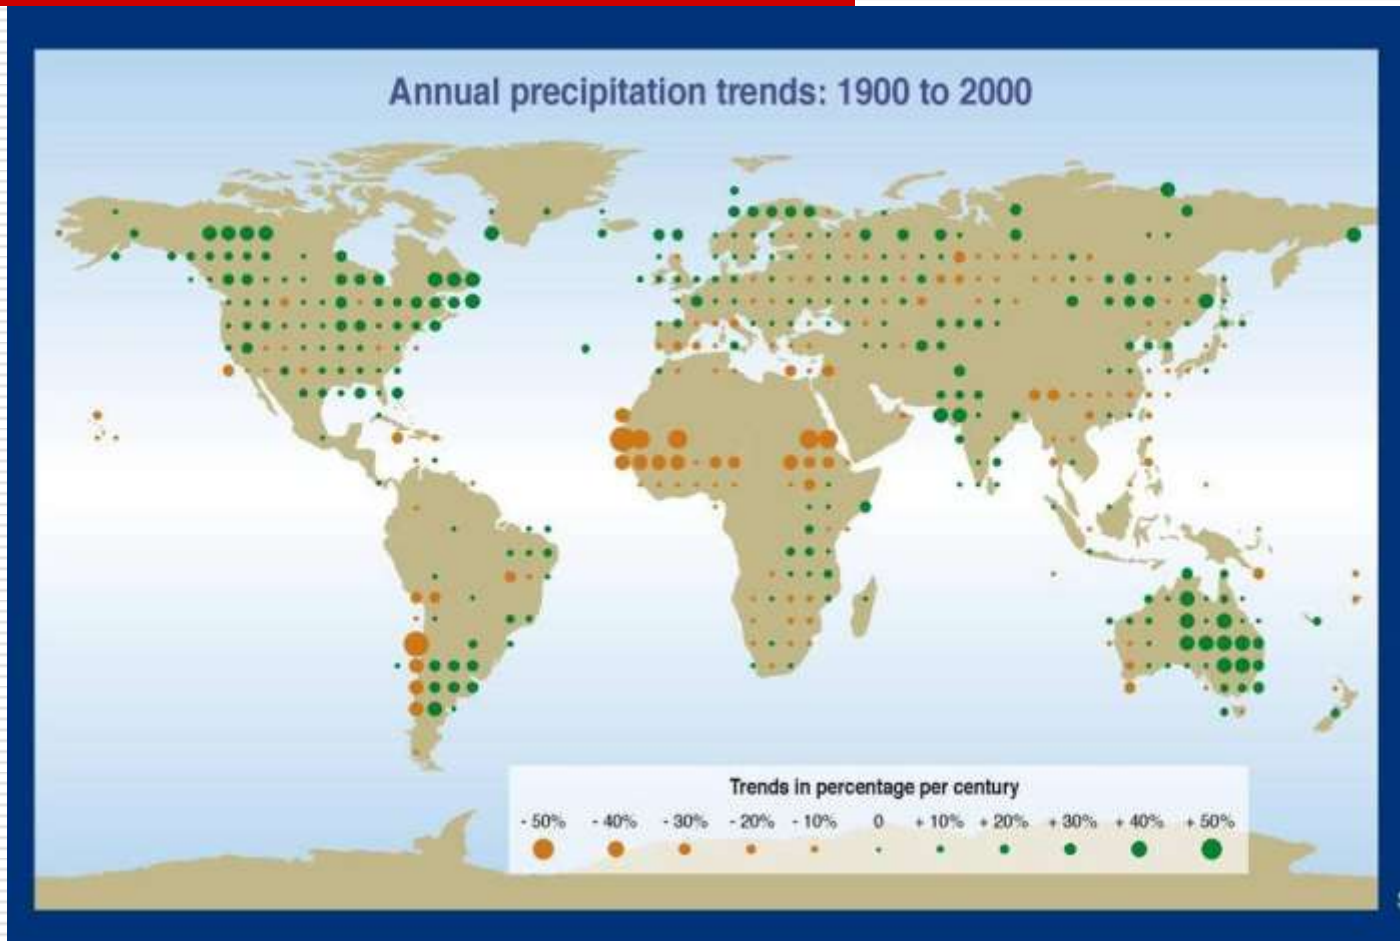 Annual precipitation trends: 1900 to 2000
Trends in percentage per century
- 50% - 40% - 30% - 20% - 10% 0 + 10% + 20% + 30% + 40% + 50%